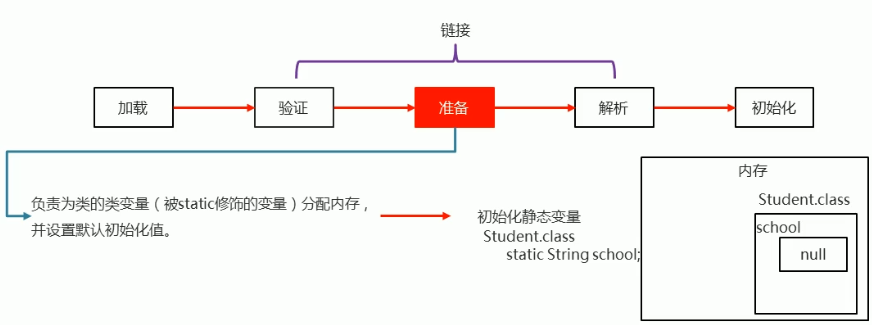 链接
加载
验证
准备
解析
初始化
负责为类的类变量（被static修饰的变量）分配内存，
并设置默认初始化值。
初始化静态变量
Student.class
static String school;
内存
Student.class
school
null